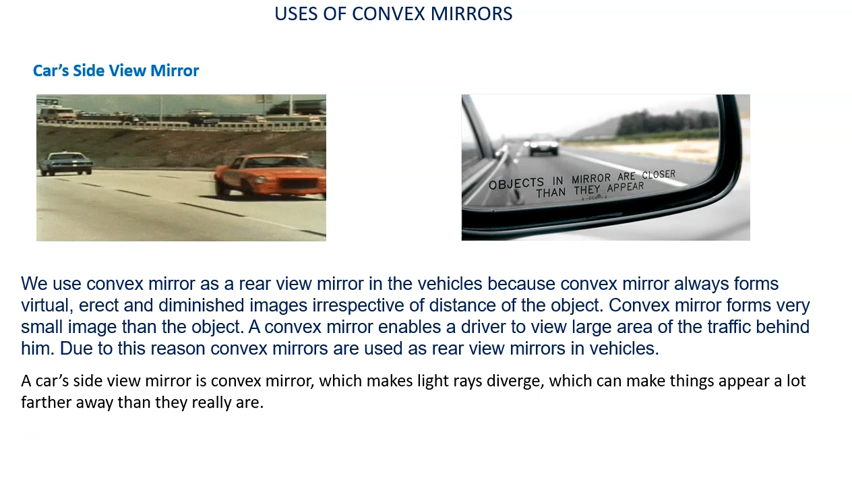 USES OF CONVEX MIRRORS
Car's Side View Mirror
OBJECTS IN MIRROR ARE CLOSER
THAN THEY APPEAR
We use convex mirror as a rear view mirror in the vehicles because convex mirror always forms
virtual, erect and diminished images irrespective of distance of the object. Convex mirror forms very
small image than the object. A convex mirror enables a driver to view large area of the traffic behind
him. Due to this reason convex mirrors are used as rear view mirrors in vehicles.
A car's side view mirror is convex mirror, which makes light rays diverge, which can make things appear a lot
farther away than they really are.